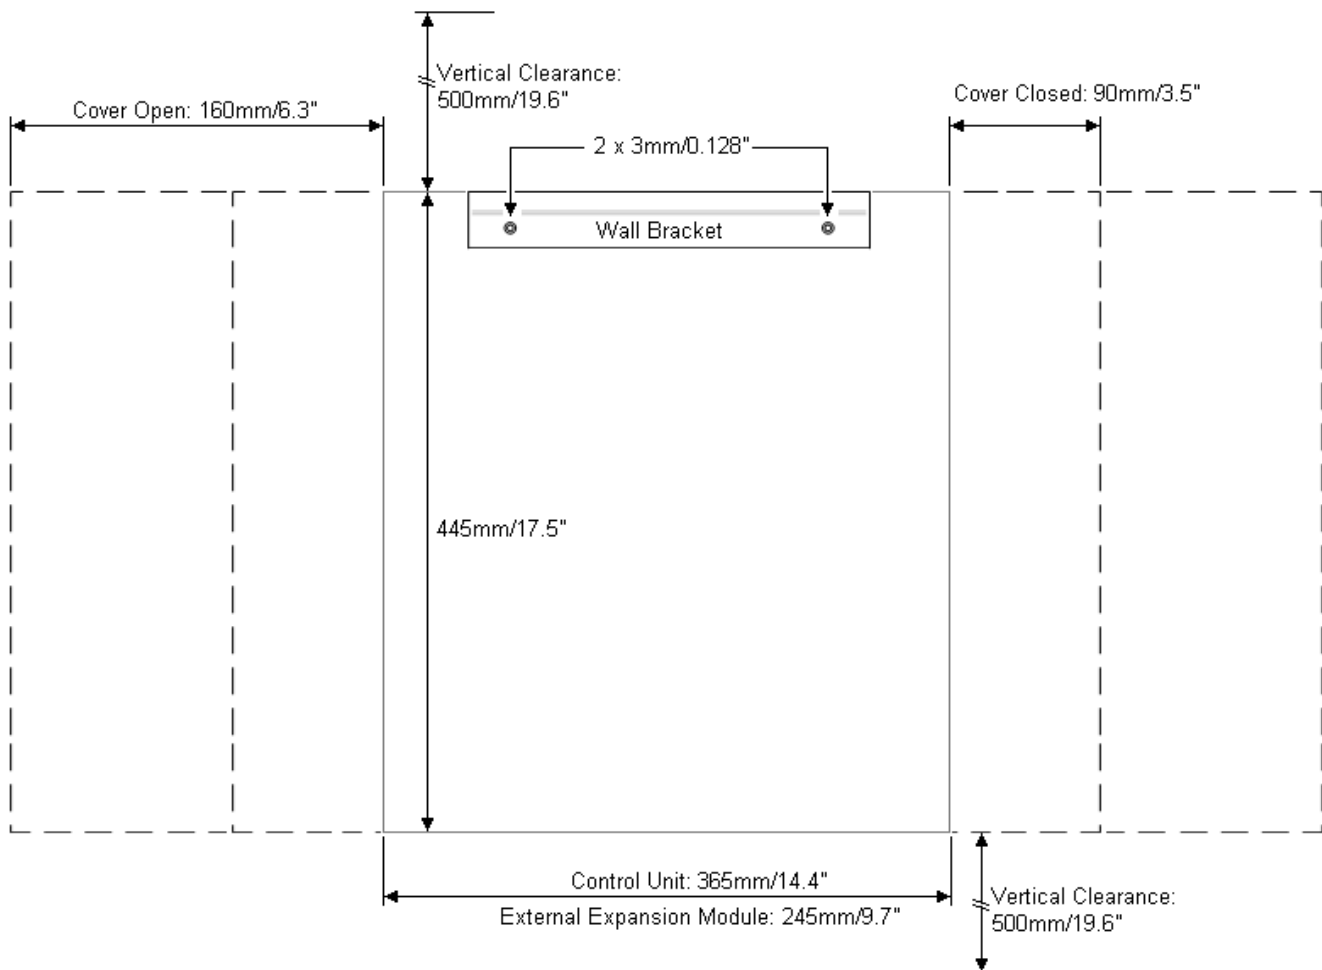 Vertical Clearance:
500mm/19.6"
Cover Open: 160mm/6.3"
Cover Closed: 90mm/3.5"
2 x 3mm/0.128"
Wall Bracket
445mm/17.5"
Control Unit: 365mm/14.4"
External Expansion Module: 245mm/9.7"
Vertical Clearance:
500mm/19.6"